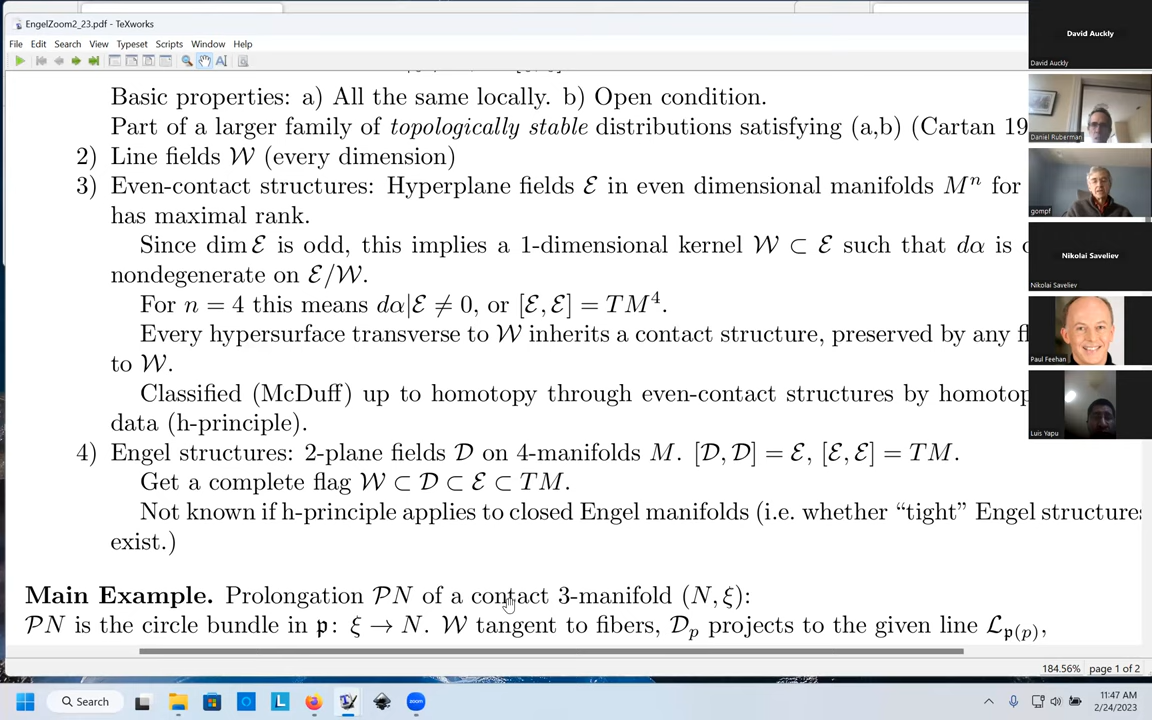 EngelZoom2_23.pdf - TeXworks
File Edit Search View Typeset Scripts Window Help
Basic properties: a) All the same locally. b) Open condition.
Part of a larger family of topologically stable distributions satisfying (a,b) (Cartan 19
2) Line fields 𝒲 (every dimension)
3) Even-contact structures: Hyperplane fields ℰ in even dimensional manifolds Mⁿ for
has maximal rank.
Since dim ℰ is odd, this implies a 1-dimensional kernel 𝒲 ⊂ ℰ such that dα is
nondegenerate on ℰ/𝒲.
For n = 4 this means dα|ℰ ≠ 0, or [ℰ, ℰ] = TM⁴.
Every hypersurface transverse to 𝒲 inherits a contact structure, preserved by any
to 𝒲.
Classified (McDuff) up to homotopy through even-contact structures by homotop
data (h-principle).
4) Engel structures: 2-plane fields 𝒟 on 4-manifolds M. [𝒟, 𝒟] = ℰ, [ℰ, ℰ] = TM.
Get a complete flag 𝒲 ⊂ 𝒟 ⊂ ℰ ⊂ TM.
Not known if h-principle applies to closed Engel manifolds (i.e. whether “tight” Engel structures
exist.)
Main Example. Prolongation 𝒫N of a contact 3-manifold (N, ξ):
𝒫N is the circle bundle in 𝔭: ξ → N. 𝒲 tangent to fibers, 𝒟ₚ projects to the given line ℒ_𝔭(p),
184.56% page 1 of 2
David Auckly
David Auckly
Daniel Ruberman
gompf
Nikolai Saveliev
Nikolai Saveliev
Paul Feehan
Luis Yapu
Search
zoom
11:47 AM
2/24/2023